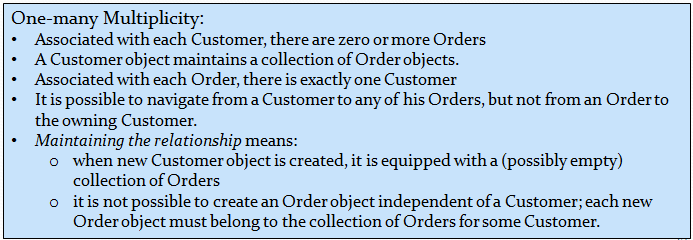 One-many Multiplicity:
• Associated with each Customer, there are zero or more Orders
• A Customer object maintains a collection of Order objects.
• Associated with each Order, there is exactly one Customer
• It is possible to navigate from a Customer to any of his Orders, but not from an Order to
the owning Customer.
• Maintaining the relationship means:
o when new Customer object is created, it is equipped with a (possibly empty)
collection of Orders
o it is not possible to create an Order object independent of a Customer; each new
Order object must belong to the collection of Orders for some Customer.